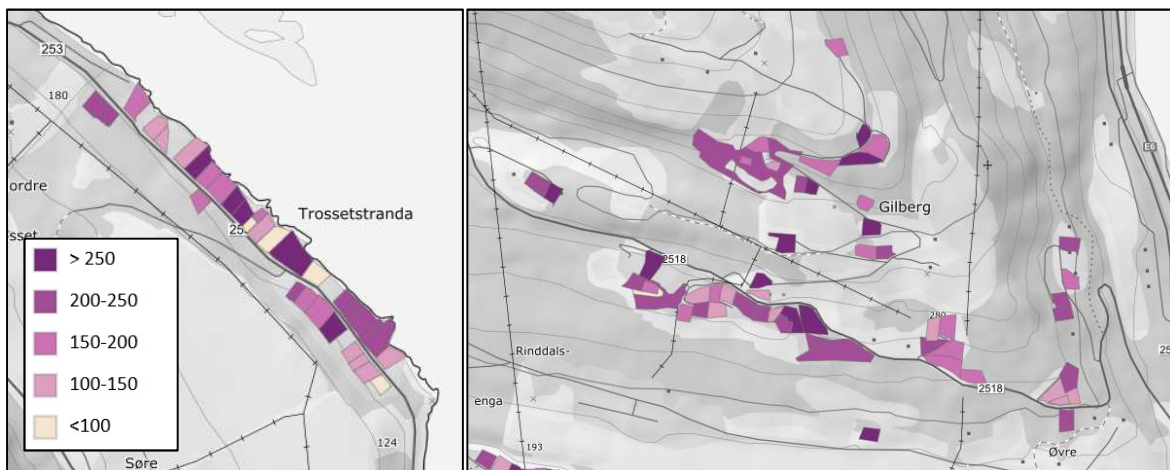 253
180
ordre
Trossetstranda
sset
> 250
200-250
150-200
100-150
<100
124
Søre
E6
Gilberg
2518
280
Rinddals-
enga
2518
193
Øvre